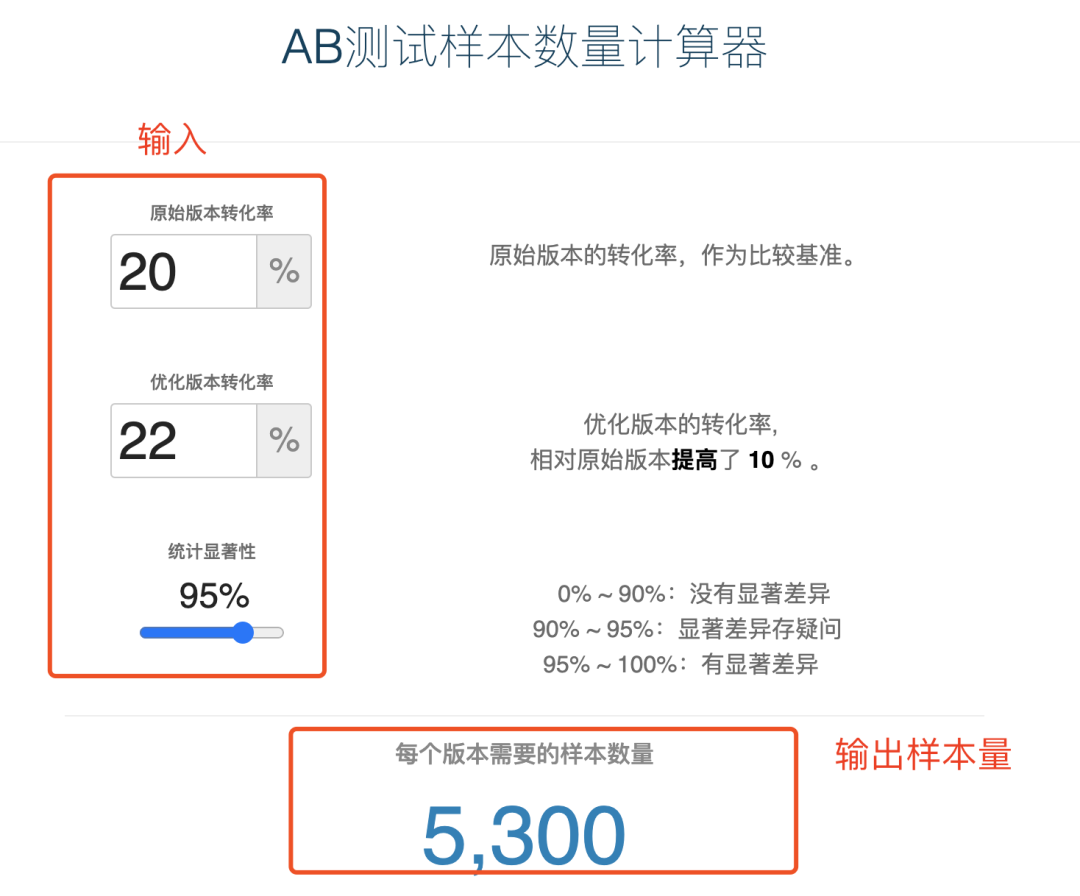 AB测试样本数量计算器
输入
原始版本转化率
20 %
原始版本的转化率，作为比较基准。
优化版本转化率
22 %
优化版本的转化率,
相对原始版本提高了 10 % 。
统计显著性
95%
0% ~ 90%：没有显著差异
90% ~ 95%：显著差异存疑问
95% ~ 100%：有显著差异
每个版本需要的样本数量
5,300
输出样本量